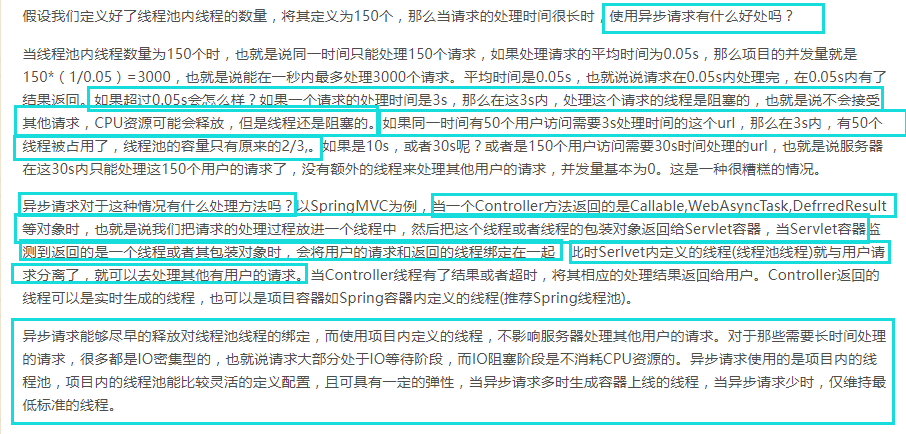 假设我们定义好了线程池内线程的数量，将其定义为150个，那么当请求的处理时间很长时，使用异步请求有什么好处吗？
当线程池内线程数量为150个时，也就是说同一时间只能处理150个请求，如果处理请求的平均时间为0.05s，那么项目的并发量就是
150*（1/0.05）=3000，也就是说能在一秒内最多处理3000个请求。平均时间是0.05s，也就说说请求在0.05s内处理完，在0.05s内有了
结果返回。如果超过0.05s会怎么样？如果一个请求的处理时间是3s，那么在这3s内，处理这个请求的线程是阻塞的，也就是说不会接受
其他请求，CPU资源可能会释放，但是线程还是阻塞的。如果同一时间有50个用户访问需要3s处理时间的这个url，那么在3s内，有50个
线程被占用了，线程池的容量只有原来的2/3,。如果是10s，或者30s呢？或者是150个用户访问需要30s时间处理的url，也就是说服务器
在这30s内只能处理这150个用户的请求了，没有额外的线程来处理其他用户的请求，并发量基本为0。这是一种很糟糕的情况。
异步请求对于这种情况有什么处理方法吗？以SpringMVC为例，当一个Controller方法返回的是Callable,WebAsyncTask,DefrredResult
等对象时，也就是说我们把请求的处理过程放进一个线程中，然后把这个线程或者线程的包装对象返回给Servlet容器，当Servlet容器监
测到返回的是一个线程或者其包装对象时，会将用户的请求和返回的线程绑定在一起，此时Serlvet内定义的线程(线程池线程)就与用户请
求分离了，就可以去处理其他有用户的请求。当Controller线程有了结果或者超时，将其相应的处理结果返回给用户。Controller返回的
线程可以是实时生成的线程，也可以是项目容器如Spring容器内定义的线程(推荐Spring线程池)。
异步请求能够尽早的释放对线程池线程的绑定，而使用项目内定义的线程，不影响服务器处理其他用户的请求。对于那些需要长时间处理
的请求，很多都是IO密集型的，也就说请求大部分处于IO等待阶段，而IO阻塞阶段是不消耗CPU资源的。异步请求使用的是项目内的线
程池，项目内的线程池能比较灵活的定义配置，且可具有一定的弹性，当异步请求多时生成容器上线的线程，当异步请求少时，仅维持最
低标准的线程。